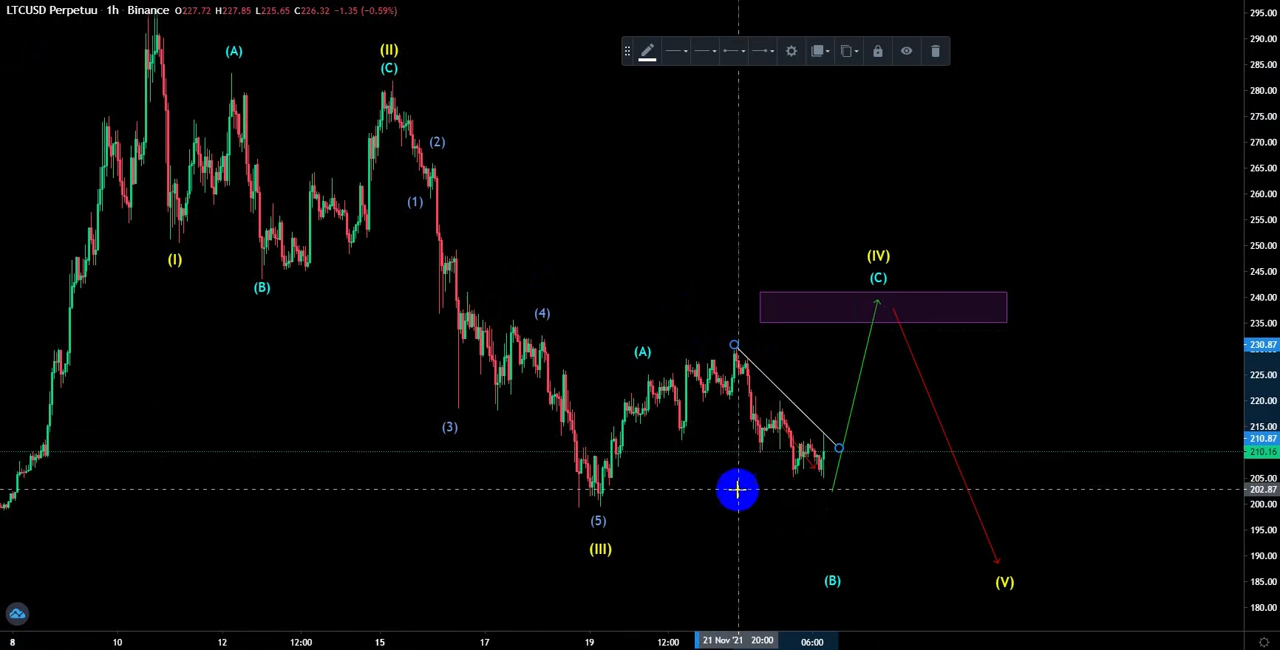 LTCUSD Perpetuu · 1h · Binance O227.72 H227.85 L225.65 C226.32 −1.35 (−0.59%)
(A)
(II)
(C)
(2)
(1)
(I)
(B)
(IV)
(C)
(4)
(A)
(3)
(5)
(III)
(B)
(V)
295.00
290.00
285.00
280.00
275.00
270.00
265.00
260.00
255.00
250.00
245.00
240.00
235.00
230.87
225.00
220.00
215.00
210.87
210.16
205.00
202.87
200.00
195.00
190.00
185.00
180.00
8 10 12 12:00 15 17 19 12:00 21 Nov '21 20:00 06:00